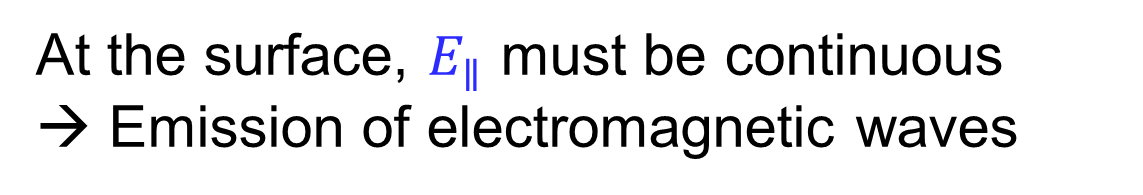 At the surface, E∥ must be continuous
→ Emission of electromagnetic waves